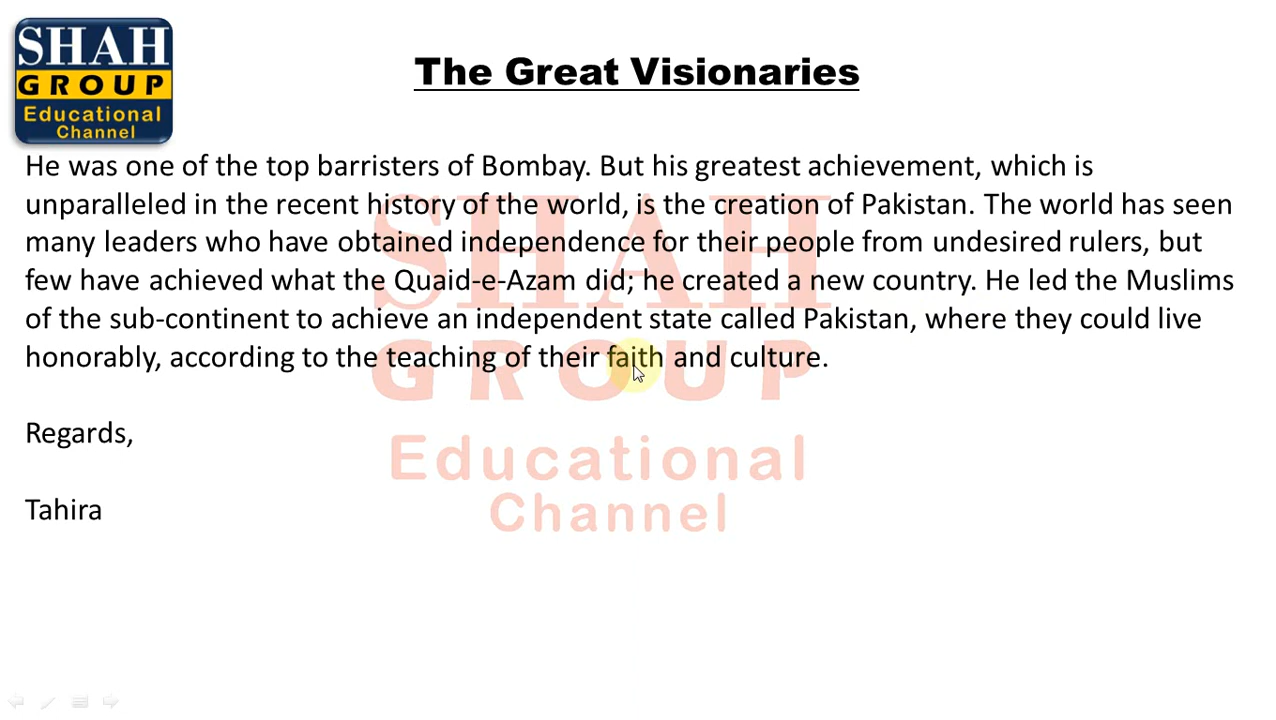 SHAH
GROUP
Educational
Channel
The Great Visionaries
He was one of the top barristers of Bombay. But his greatest achievement, which is
unparalleled in the recent history of the world, is the creation of Pakistan. The world has seen
many leaders who have obtained independence for their people from undesired rulers, but
few have achieved what the Quaid-e-Azam did; he created a new country. He led the Muslims
of the sub-continent to achieve an independent state called Pakistan, where they could live
honorably, according to the teaching of their faith and culture.
Regards,
Tahira
SHAH
GROUP
Educational
Channel